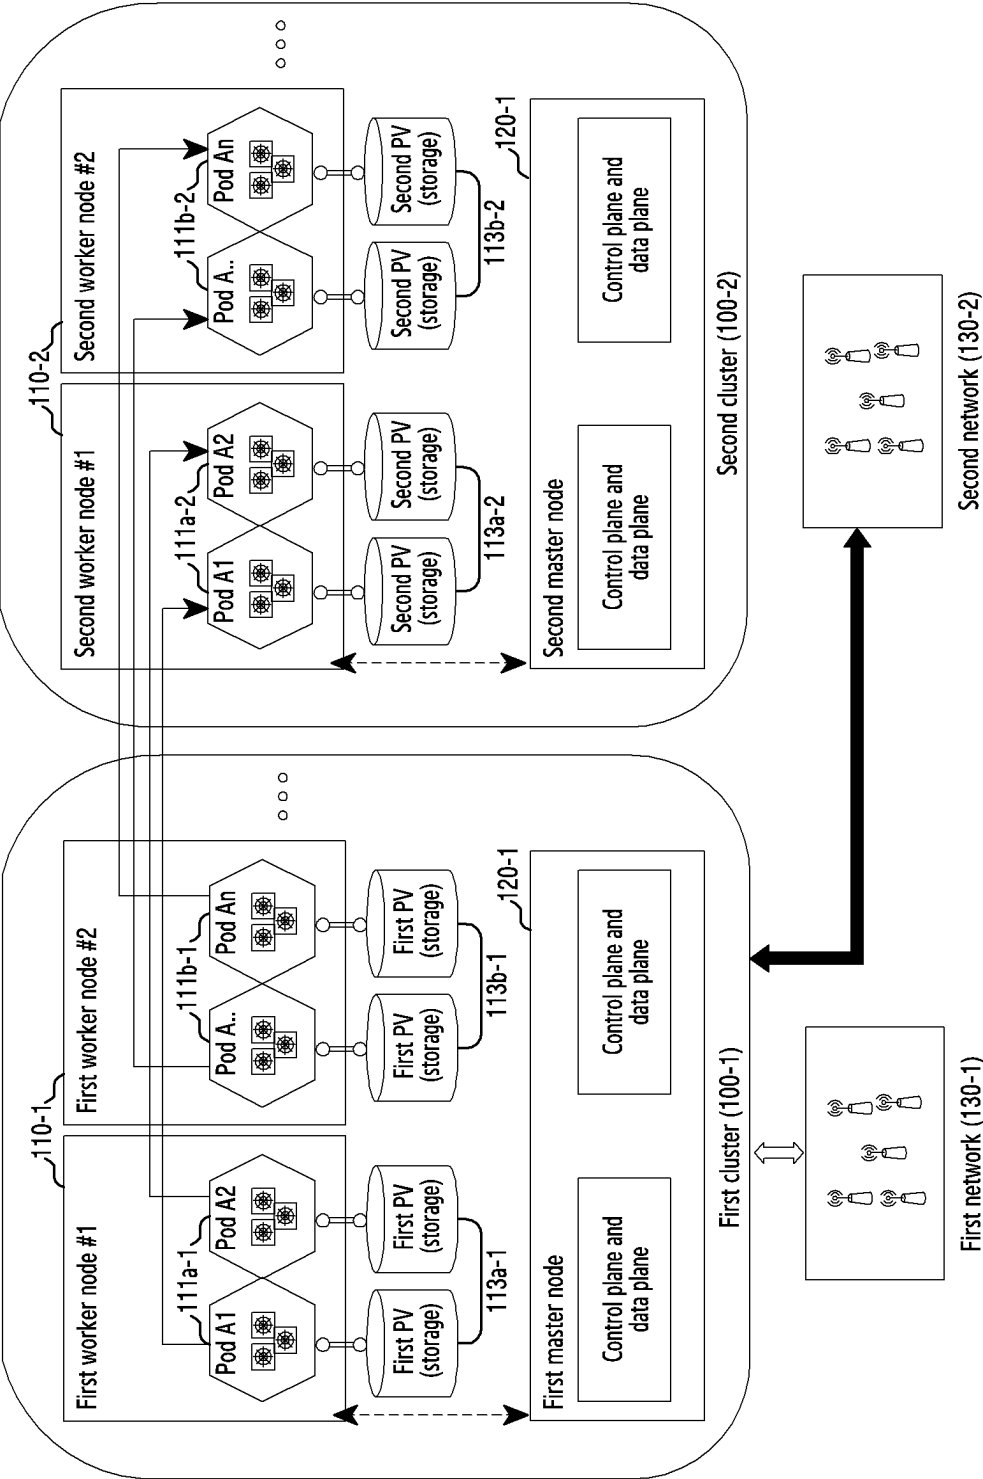 110-1
First worker node #1
111a-1
Pod A1
Pod A2
First PV
(storage)
First PV
(storage)
113a-1
First worker node #2
111b-1
Pod A..
Pod An
First PV
(storage)
First PV
(storage)
113b-1
120-1
First master node
Control plane and
data plane
Control plane and
data plane
First cluster (100-1)
First network (130-1)
110-2
Second worker node #1
111a-2
Pod A1
Pod A2
Second PV
(storage)
Second PV
(storage)
113a-2
Second worker node #2
111b-2
Pod A..
Pod An
Second PV
(storage)
Second PV
(storage)
113b-2
120-1
Second master node
Control plane and
data plane
Control plane and
data plane
Second cluster (100-2)
Second network (130-2)